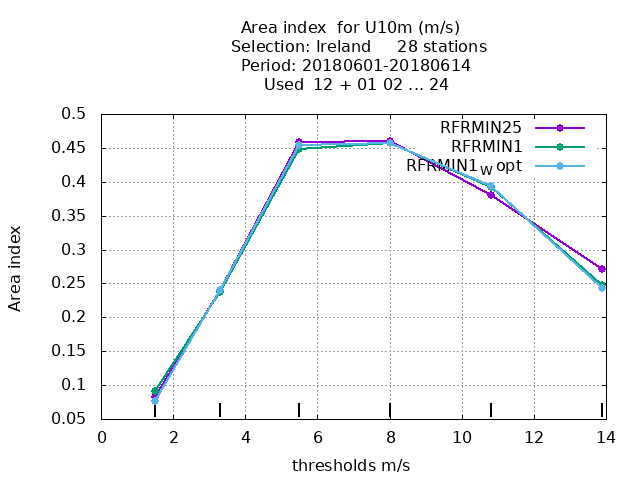 Area index  for U10m (m/s)
Selection: Ireland     28 stations
Period: 20180601-20180614
Used  12 + 01 02 ... 24
0.5
RFRMIN25
0.45
RFRMIN1
RFRMIN1w opt
0.4
0.35
0.3
Area index
0.25
0.2
0.15
0.1
0.05
0 2 4 6 8 10 12 14
thresholds m/s